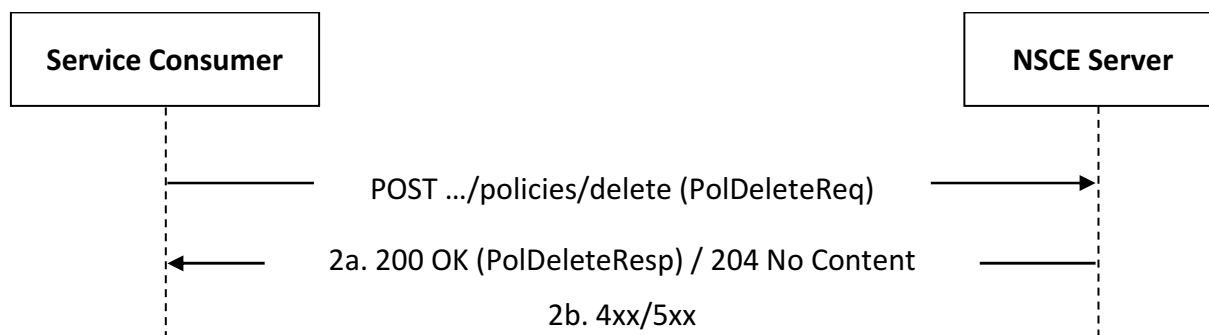 Service Consumer
NSCE Server
POST …/policies/delete (PolDeleteReq)
2a. 200 OK (PolDeleteResp) / 204 No Content
2b. 4xx/5xx